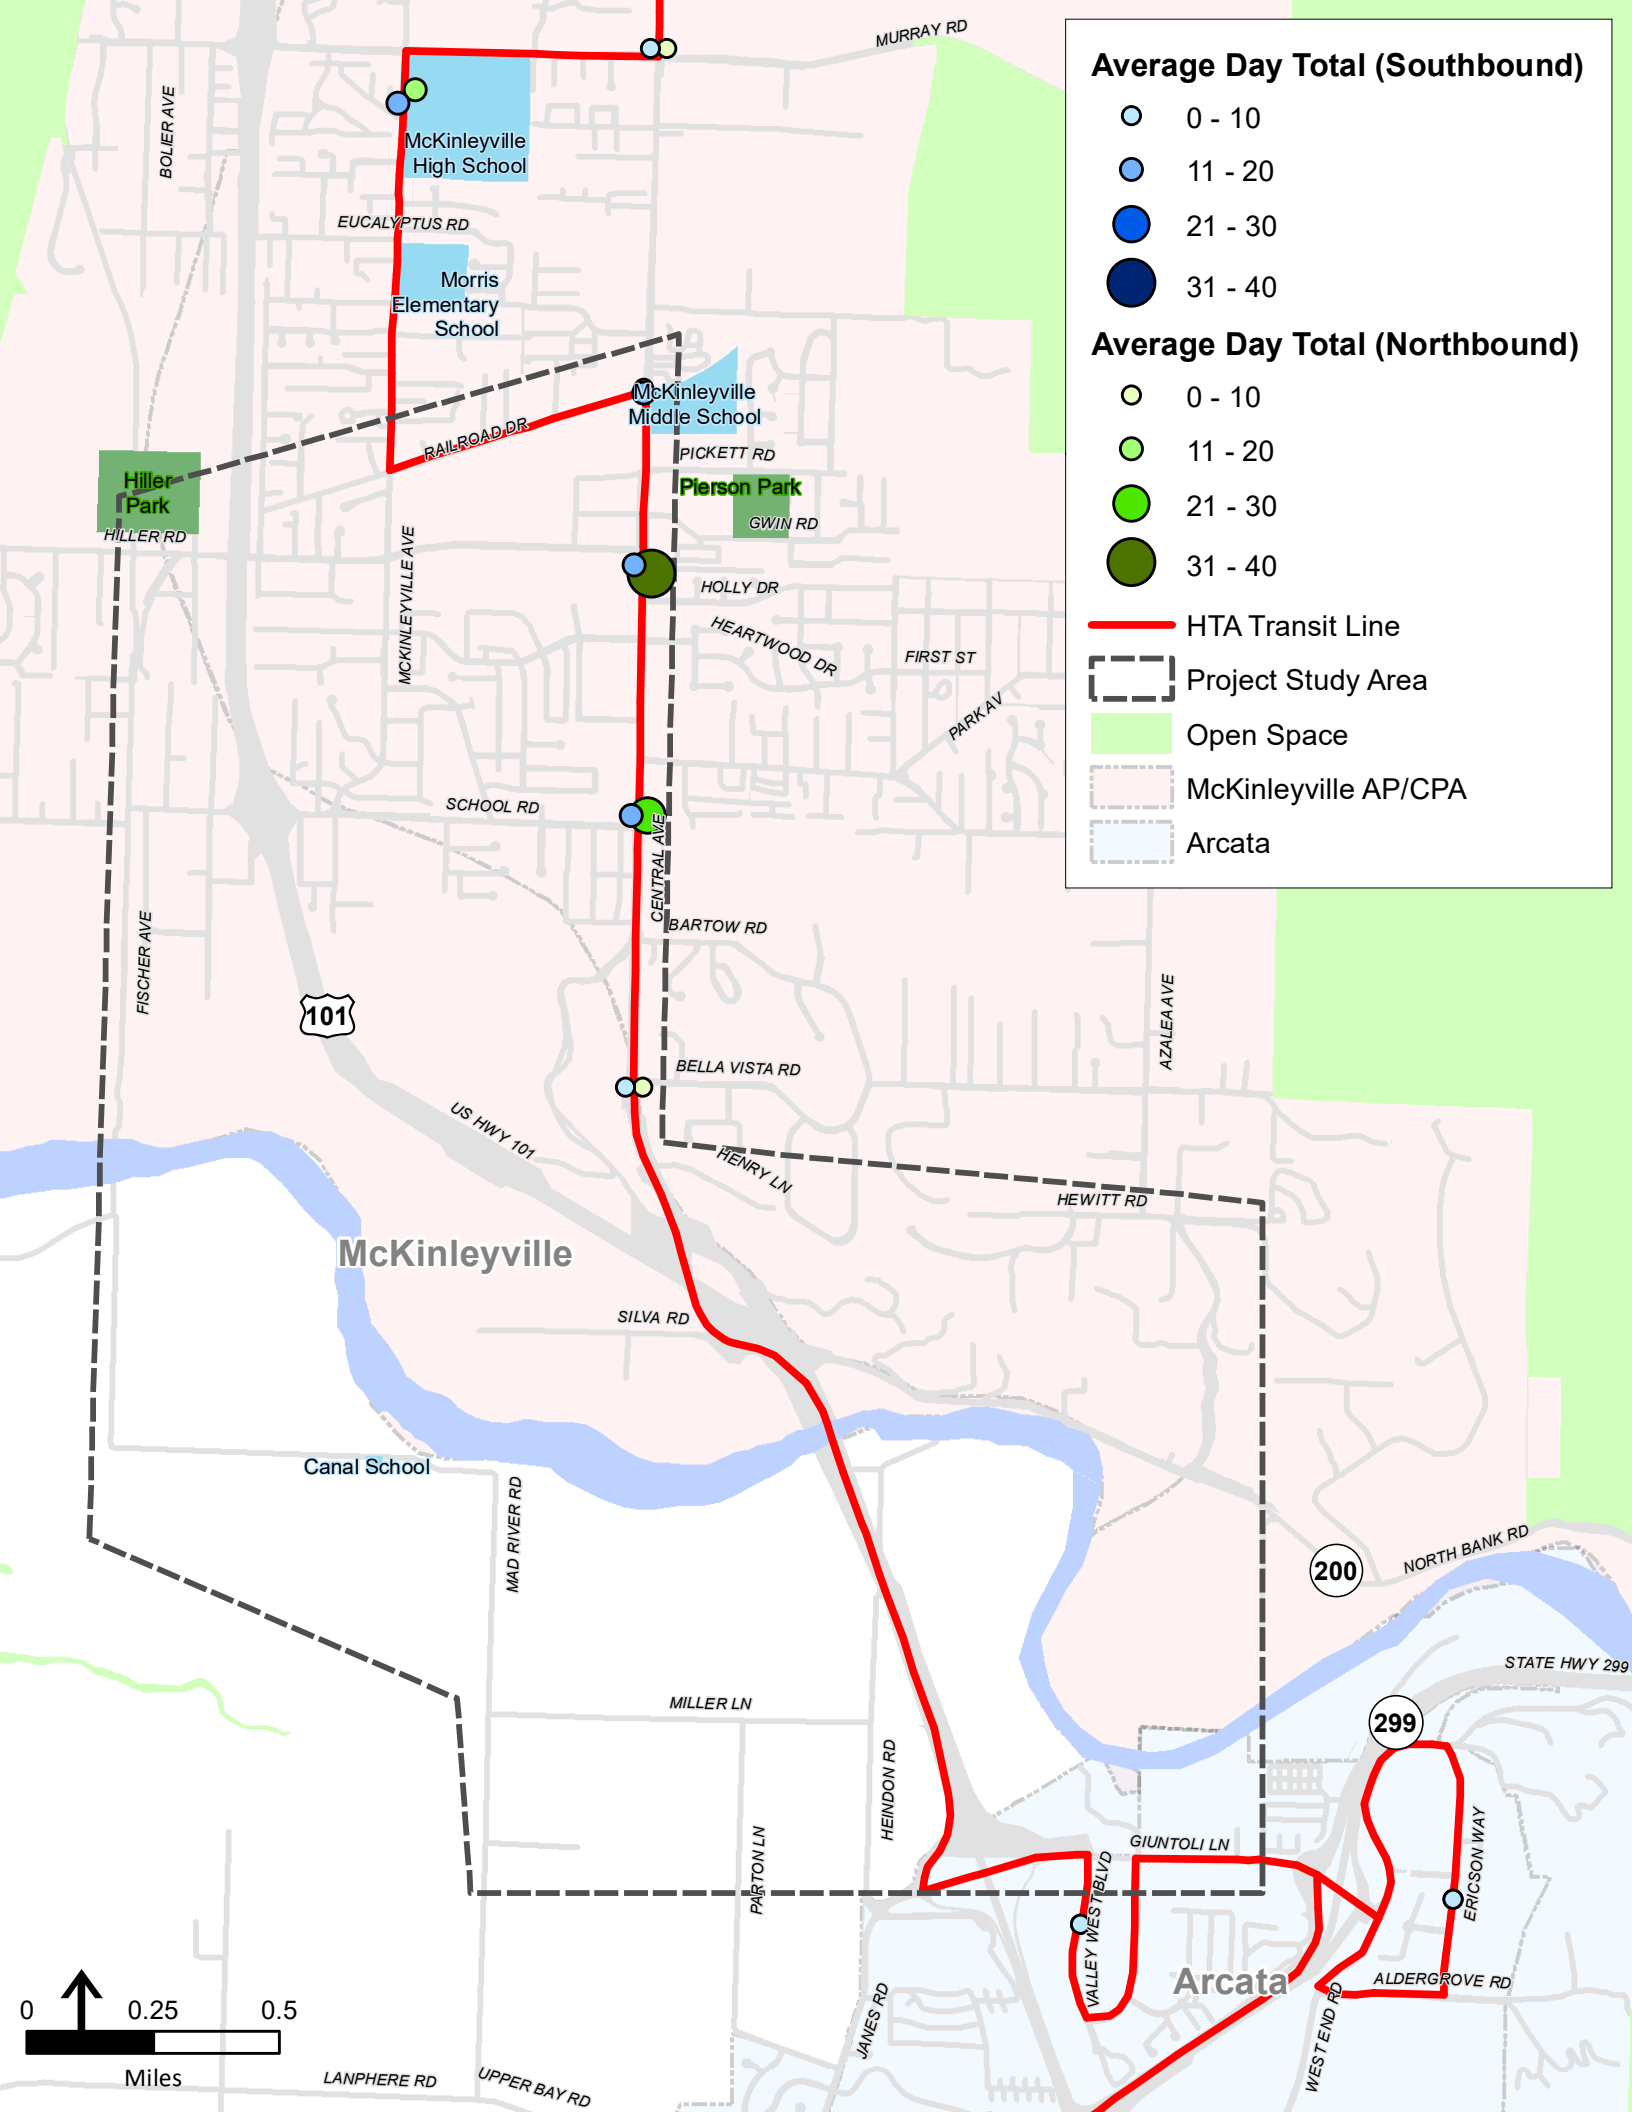 MURRAY RD
Average Day Total (Southbound)
0 - 10
11 - 20
21 - 30
31 - 40
Average Day Total (Northbound)
0 - 10
11 - 20
21 - 30
31 - 40
HTA Transit Line
Project Study Area
Open Space
McKinleyville AP/CPA
Arcata
BOLIER AVE
McKinleyville
High School
EUCALYPTUS RD
Morris
Elementary
School
McKinleyville
Middle School
RAILROAD DR
PICKETT RD
Hiller
Park
Pierson Park
GWIN RD
HILLER RD
MCKINLEYVILLE AVE
HOLLY DR
HEARTWOOD DR
FIRST ST
PARK AV
SCHOOL RD
CENTRAL AVE
BARTOW RD
FISCHER AVE
101
AZALEA AVE
BELLA VISTA RD
US HWY 101
HENRY LN
HEWITT RD
McKinleyville
SILVA RD
Canal School
MAD RIVER RD
NORTH BANK RD
200
STATE HWY 299
MILLER LN
299
HEINDON RD
GIUNTOLI LN
PARTON LN
VALLEY WEST BLVD
ERICSON WAY
Arcata
ALDERGROVE RD
JANES RD
WEST END RD
0 0.25 0.5
Miles
LANPHERE RD
UPPER BAY RD